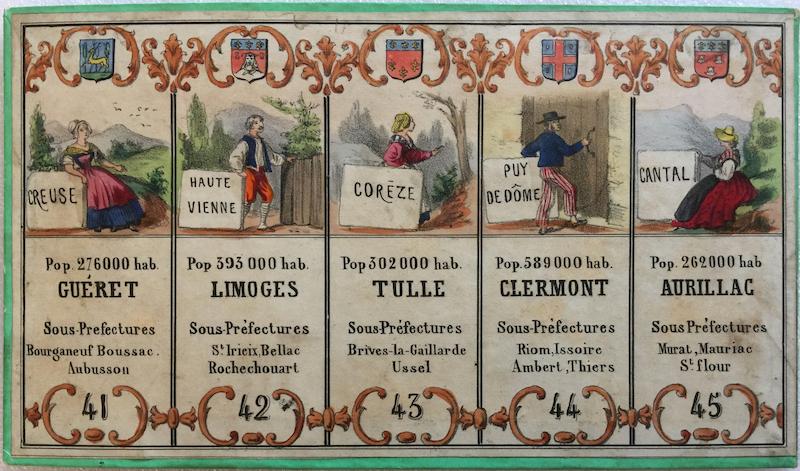 CREUSE
Pop. 276000 hab.
GUÉRET
Sous-Prefectures
Bourganeuf Boussac.
Aubusson
41
HAUTE
VIENNE
Pop 393 000 hab.
LIMOGES
Sous-Préfectures
St. Irieix, Bellac
Rochechouart
42
CORÈZE
Pop 302 000 hab.
TULLE
Sous-Préfectures
Brives-la-Gaillarde
Ussel
43
PUY
DE DÔME
Pop. 589000 hab.
CLERMONT
Sous-Préfectures
Riom, Issoire
Ambert, Thiers
44
CANTAL
Pop. 262000 hab
AURILLAC
Sous Préfectures
Murat, Mauriac
St. flour
45